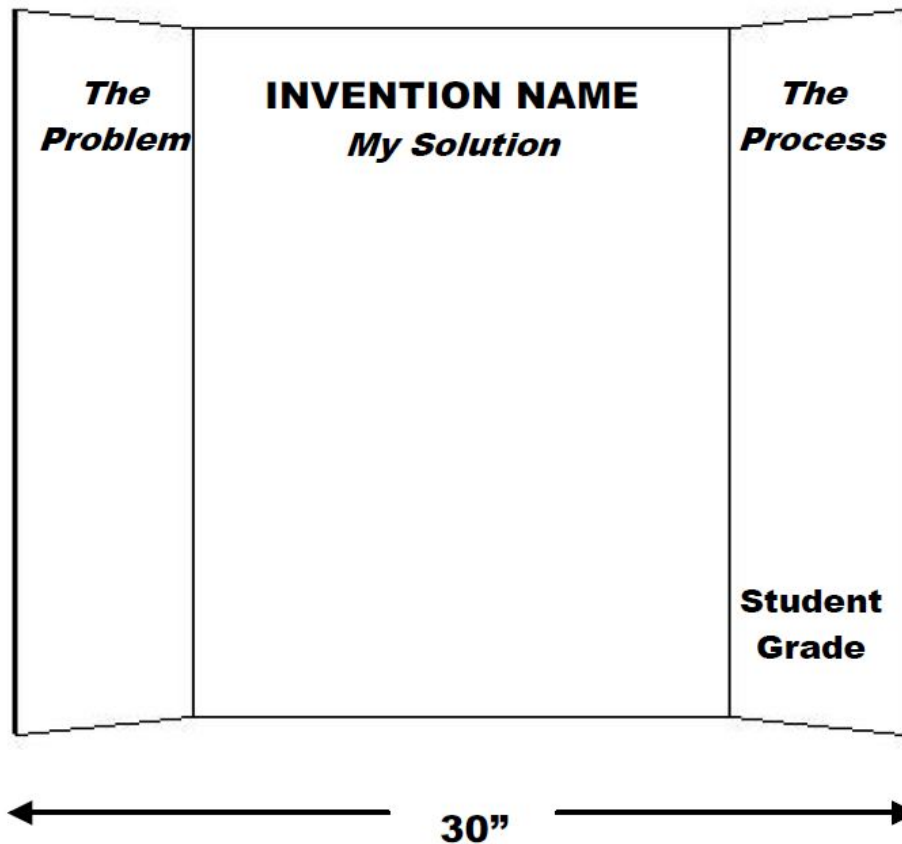 The
Problem
INVENTION NAME
My Solution
The
Process
Student
Grade
30”